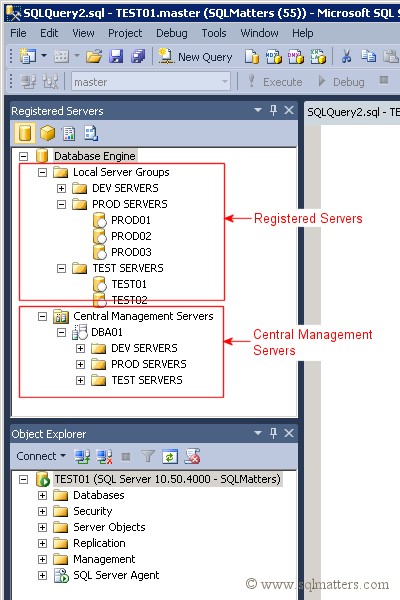 SQLQuery2.sql - TEST01.master (SQLMatters (55)) - Microsoft SQL S
File Edit View Project Debug Tools Window Help
New Query
master Execute Debug
Registered Servers
SQLQuery2.sql - TE
Database Engine
Local Server Groups
DEV SERVERS
PROD SERVERS
PROD01
Registered Servers
PROD02
PROD03
TEST SERVERS
TEST01
TEST02
Central Management Servers
DBA01
Central Management
Servers
DEV SERVERS
PROD SERVERS
TEST SERVERS
Object Explorer
Connect
TEST01 (SQL Server 10.50.4000 - SQLMatters)
Databases
Security
Server Objects
Replication
Management
SQL Server Agent
© www.sqlmatters.com